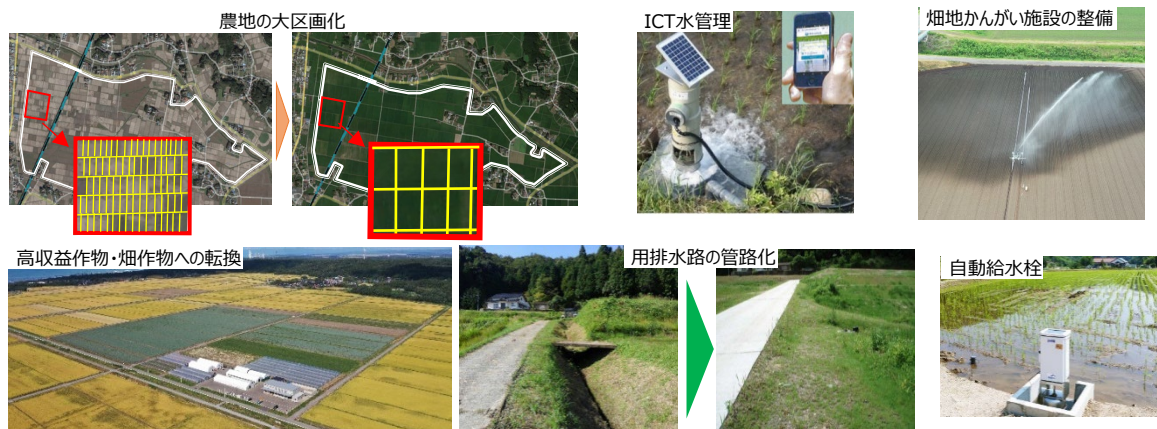 農地の大区画化
ICT水管理
畑地かんがい施設の整備
高収益作物・畑作物への転換
用排水路の管路化
自動給水栓